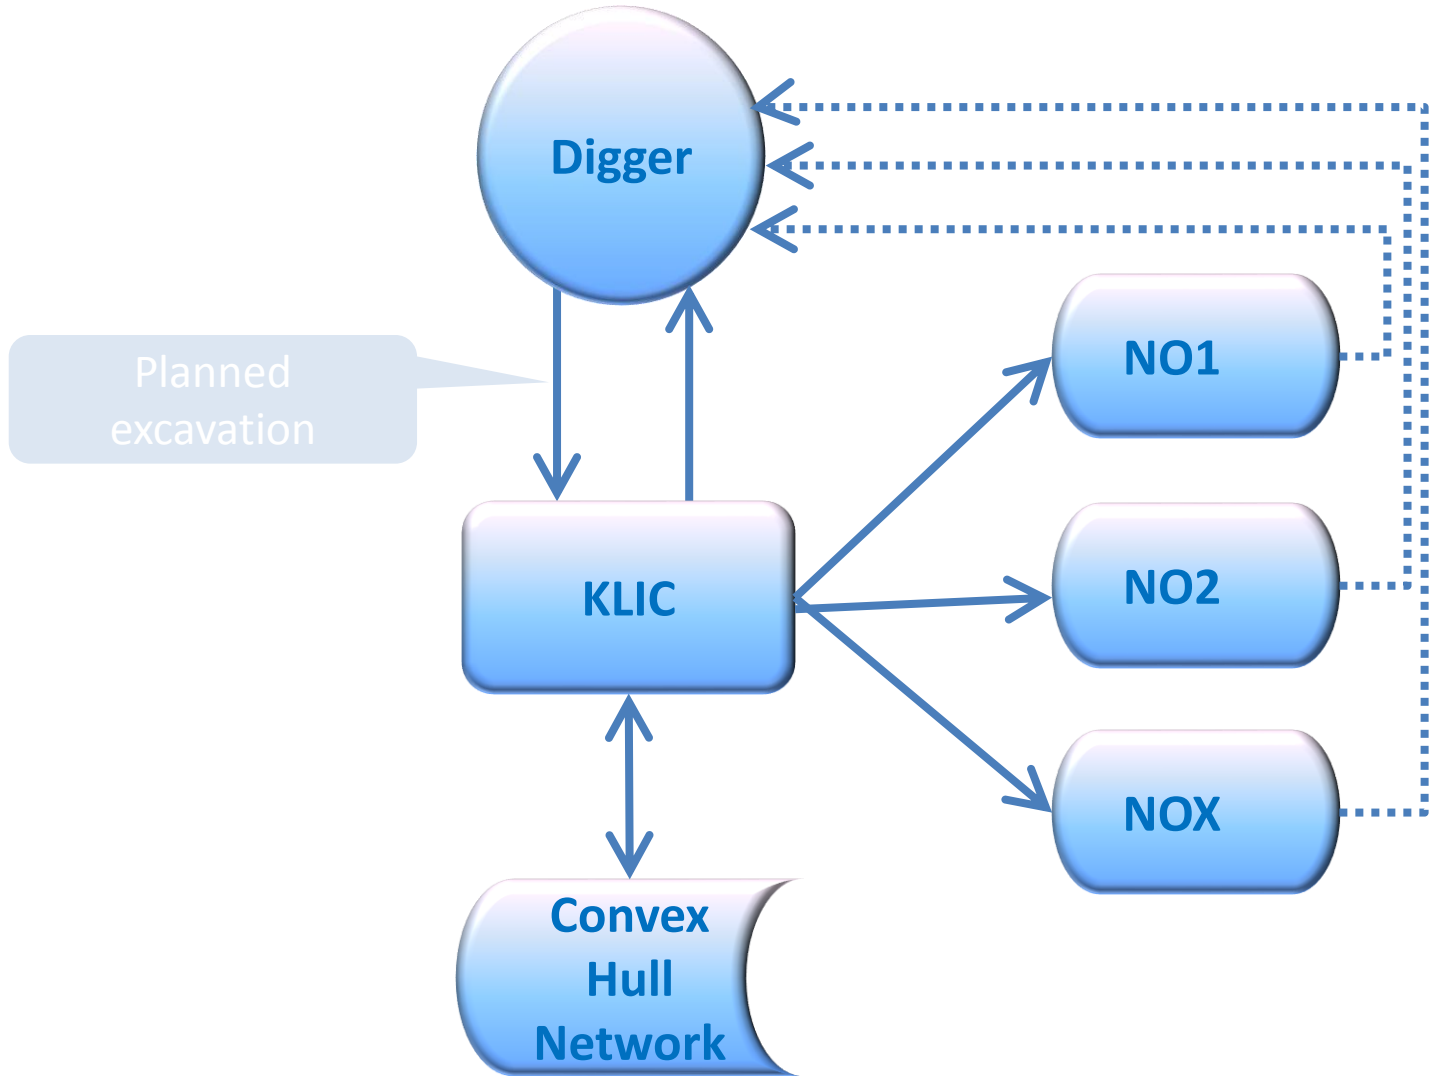 Digger
Planned
excavation
NO1
KLIC
NO2
NOX
Convex
Hull
Network